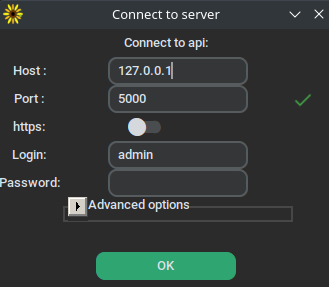 Connect to server
Connect to api:
Host :
127.0.0.1
Port :
5000
https:
Login:
admin
Password:
Advanced options
OK